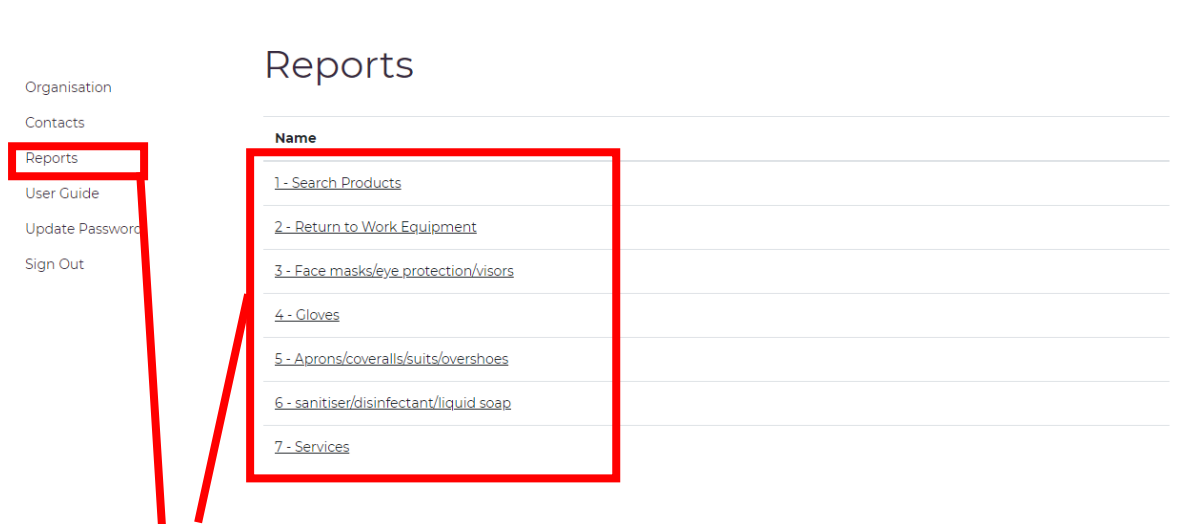 Reports
Organisation
Contacts
Reports
User Guide
Update Password
Sign Out
Name
1 - Search Products
2 - Return to Work Equipment
3 - Face masks/eye protection/visors
4 - Gloves
5 - Aprons/coveralls/suits/overshoes
6 - sanitiser/disinfectant/liquid soap
7 - Services